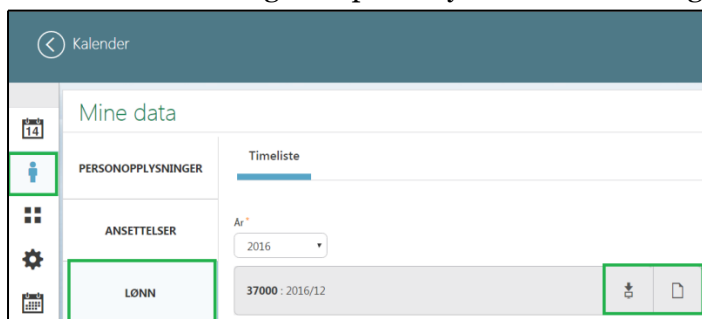 Kalender
Mine data
14
PERSONOPPLYSNINGER
Timeliste
ANSETTELSER
År *
2016
LØNN
37000 : 2016/12